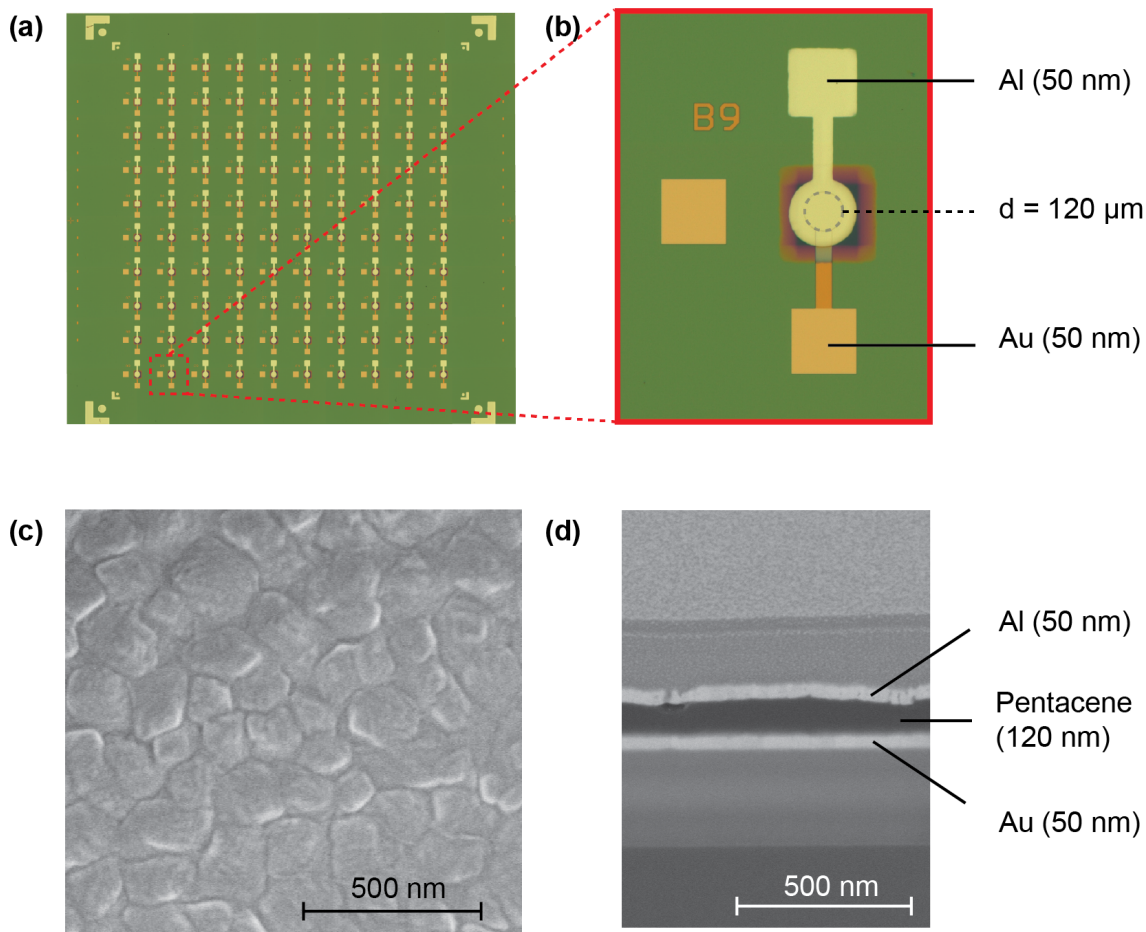 (a)
(b)
Al (50 nm)
B9
d = 120 µm
Au (50 nm)
(c)
500 nm
(d)
Al (50 nm)
Pentacene
(120 nm)
Au (50 nm)
500 nm